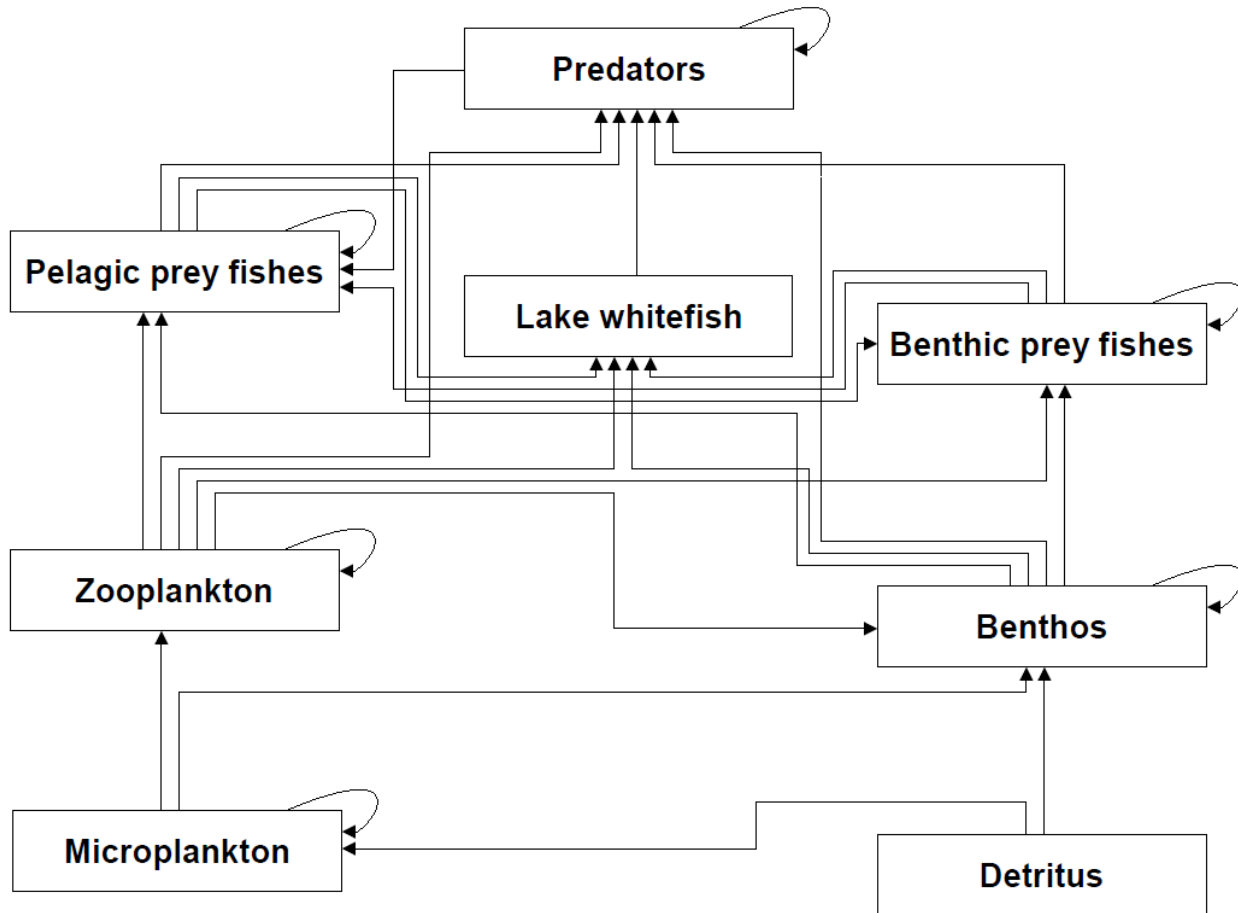 Predators
Pelagic prey fishes
Lake whitefish
Benthic prey fishes
Zooplankton
Benthos
Microplankton
Detritus